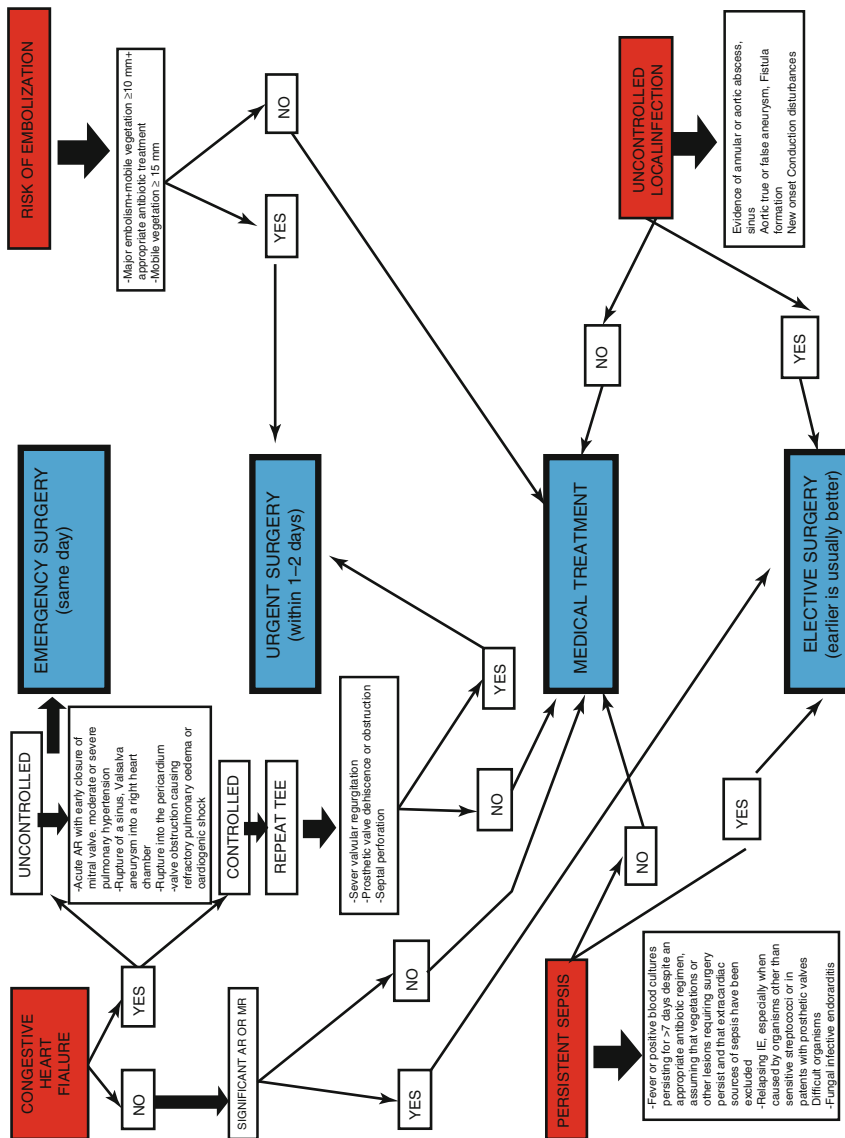 CONGESTIVE
HEART
FIALURE
NO
YES
UNCONTROLLED
-Acute AR with early closure of
mitral valve. moderate or severe
pulmonary hypertension
-Rupture of a sinus, Valsalva
aneurysm into a right heart
chamber
-Rupture into the pericardium
-valve obstruction causing
refractory pulmonary oedema or
cardiogenic shock
EMERGENCY SURGERY
(same day)
CONTROLLED
REPEAT TEE
-Sever valvular regurgitation
-Prosthetic valve dehiscence or obstruction
-Septal perforation
NO
YES
SIGNIFICANT AR OR MR
NO
YES
RISK OF EMBOLIZATION
-Major embolism+mobile vegetation ≥10 mm+
appropriate antibiotic treatment
-Mobile vegetation ≥ 15 mm
YES
NO
URGENT SURGERY
(within 1–2 days)
MEDICAL TREATMENT
ELECTIVE SURGERY
(earlier is usually better)
PERSISTENT SEPSIS
-Fever or positive blood cultures
persisting for >7 days despite an
appropriate antibiotic regimen,
assuming that vegetations or
other lesions requiring surgery
persist and that extracardiac
sources of sepsis have been
excluded
-Relapsing IE, especially when
caused by organisms other than
sensitive streptococci or in
patents with prosthetic valves
Difficult organisms
-Fungal infective endorarditis
NO
YES
UNCONTROLLED
LOCALINFECTION
Evidence of annular or aortic abscess,
sinus
Aortic true or false aneurysm, Fistula
formation
New onset Conduction disturbances
NO
YES